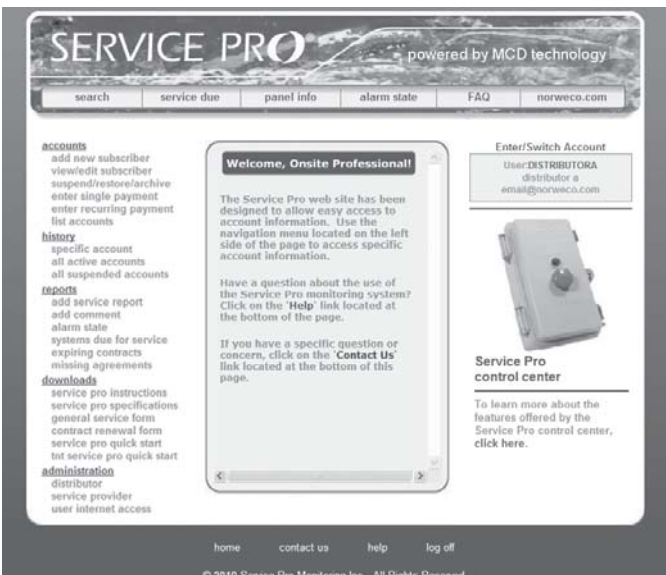 SERVICE PRO
powered by MCD technology
search service due panel info alarm state FAQ norweco.com
accounts
add new subscriber
view/edit subscriber
suspend/restore/archive
enter single payment
enter recurring payment
list accounts
history
specific account
all active accounts
all suspended accounts
reports
add service report
add comment
alarm state
systems due for service
expiring contracts
missing agreements
downloads
service pro instructions
service pro specifications
general service form
contract renewal form
service pro quick start
tnt service pro quick start
administration
distributor
service provider
user internet access
Welcome, Onsite Professional!
The Service Pro web site has been
designed to allow easy access to
account information. Use the
navigation menu located on the left
side of the page to access specific
account information.
Have a question about the use of
the Service Pro monitoring system?
Click on the 'Help' link located at
the bottom of the page.
If you have a specific question or
concern, click on the 'Contact Us'
link located at the bottom of this
page.
Enter/Switch Account
User:DISTRIBUTORA
distributor a
email@norweco.com
Service Pro
control center
To learn more about the
features offered by the
Service Pro control center,
click here.
home contact us help log off
© 2010 Service Pro Monitoring Inc. All Rights Reserved